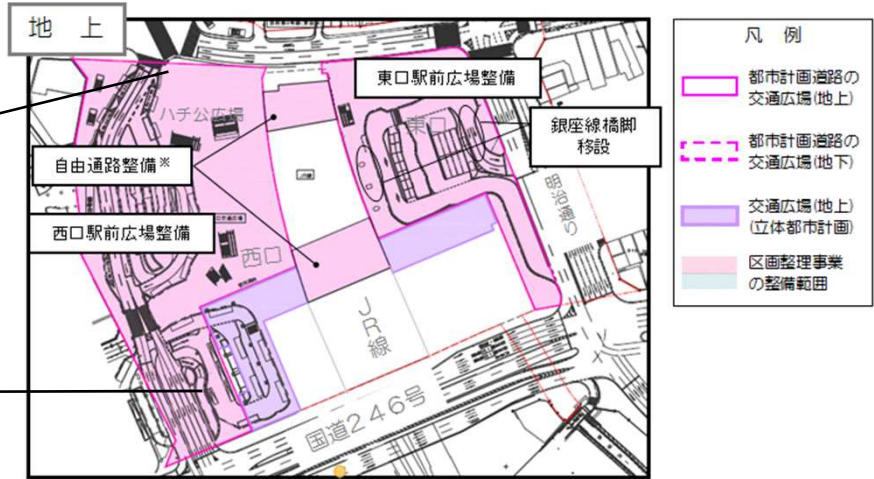 地 上
ハチ公広場
東口駅前広場整備
東口
銀座線橋脚
移設
自由通路整備※
西口駅前広場整備
西口
明治通り
JR線
国道246号
凡 例
都市計画道路の
交通広場(地上)
都市計画道路の
交通広場(地下)
交通広場(地上)
(立体都市計画)
区画整理事業
の整備範囲